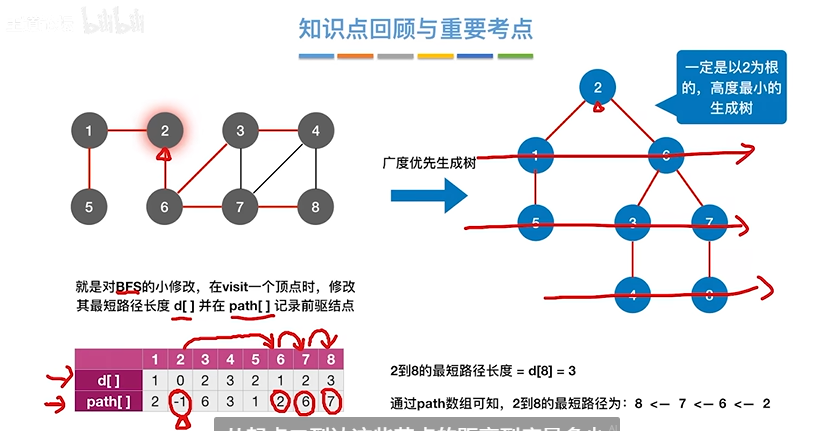 知识点回顾与重要考点
一定是以2为根
的，高度最小的
生成树
2
1 2 3 4
广度优先生成树
1 6
5 6 7 8
5 3 7
4 8
就是对BFS的小修改，在visit一个顶点时，修改
其最短路径长度 d[ ] 并在 path[ ] 记录前驱结点
1 2 3 4 5 6 7 8
d[ ] 1 0 2 3 2 1 2 3
path[ ] 2 -1 6 3 1 2 6 7
2到8的最短路径长度 = d[8] = 3
通过path数组可知，2到8的最短路径为：8 <— 7 <— 6 <— 2